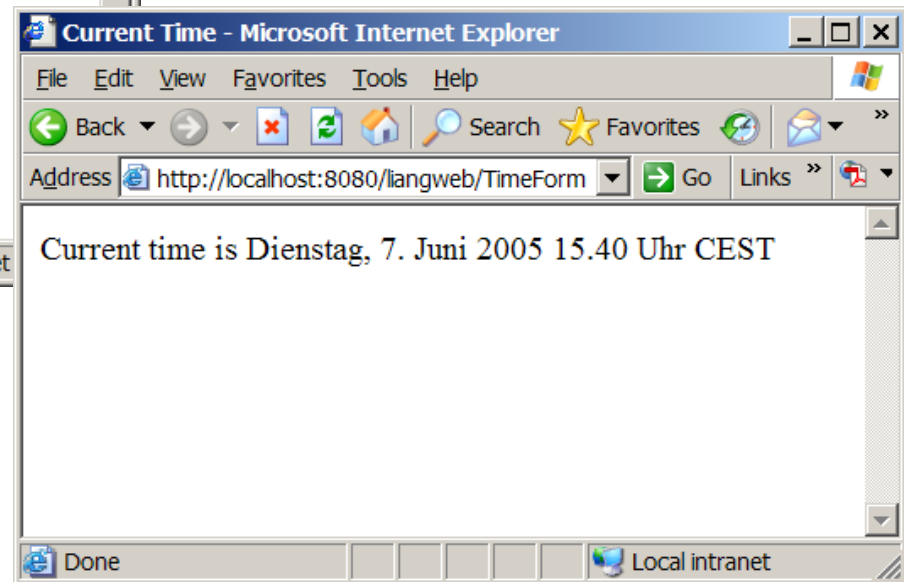 Current Time - Microsoft Internet Explorer
File Edit View Favorites Tools Help
Back Search Favorites »
Address http://localhost:8080/liangweb/TimeForm Go Links »
Current time is Dienstag, 7. Juni 2005 15.40 Uhr CEST
et
Done Local intranet